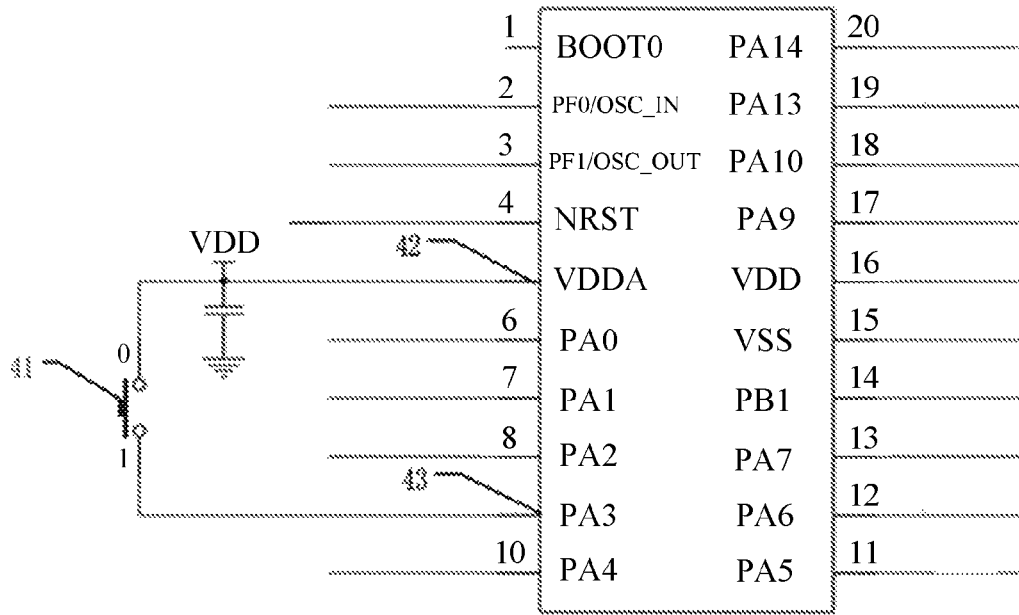 1 BOOT0 PA14 20
2 PF0/OSC_IN PA13 19
3 PF1/OSC_OUT PA10 18
4 NRST PA9 17
VDD 42 VDDA VDD 16
6 PA0 VSS 15
41 0 7 PA1 PB1 14
1 8 PA2 PA7 13
43 PA3 PA6 12
10 PA4 PA5 11